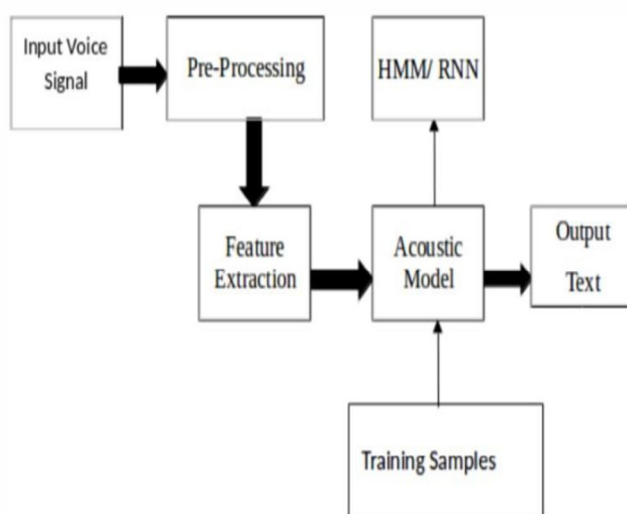 Input Voice
Signal
Pre-Processing
HMM/ RNN
Feature
Extraction
Acoustic
Model
Output
Text
Training Samples